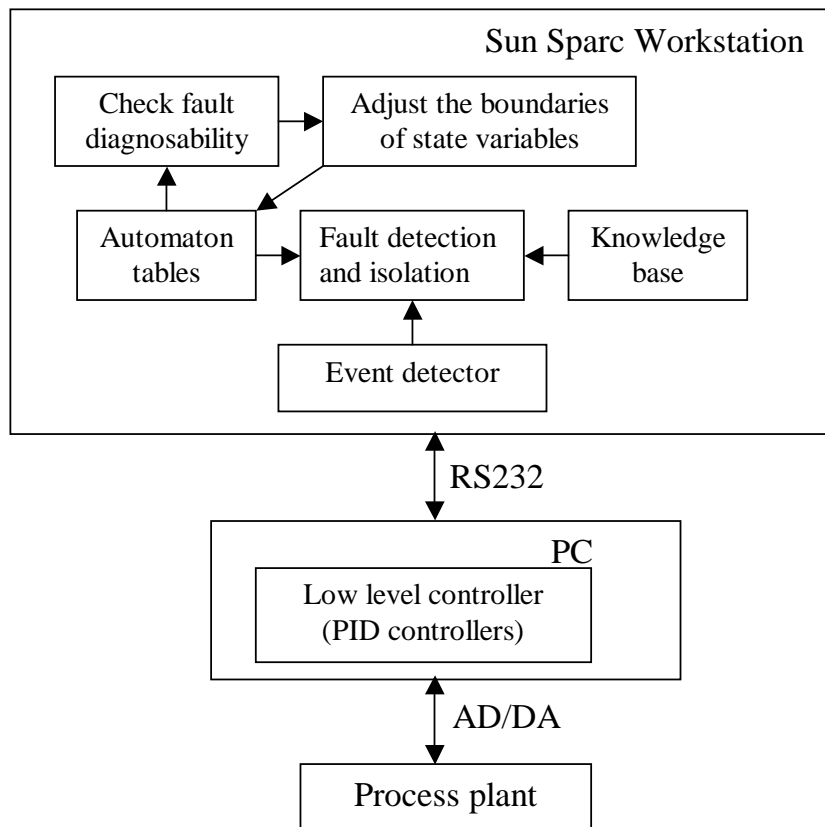 Sun Sparc Workstation
Check fault
diagnosability
Adjust the boundaries
of state variables
Automaton
tables
Fault detection
and isolation
Knowledge
base
Event detector
RS232
PC
Low level controller
(PID controllers)
AD/DA
Process plant